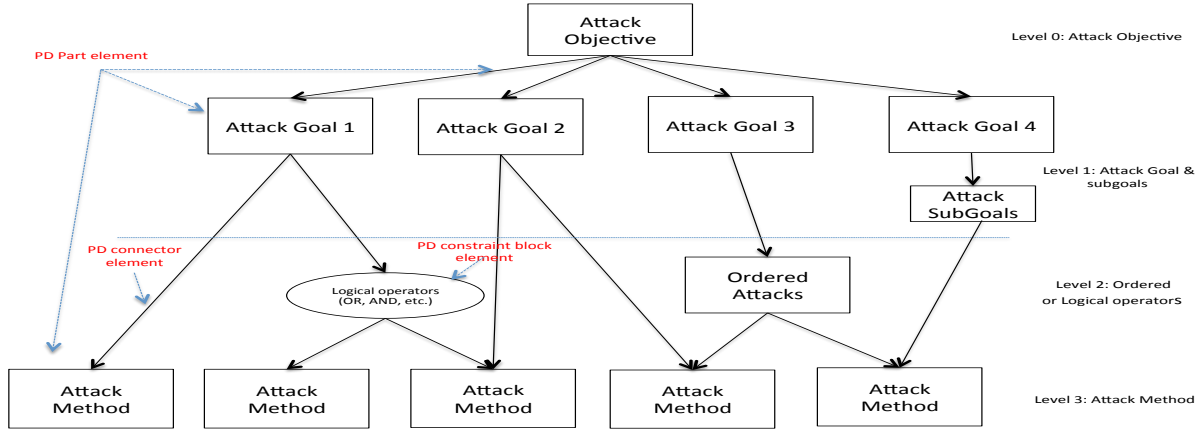 Attack
Objective
Level 0: Attack Objective
PD Part element
Attack Goal 1
Attack Goal 2
Attack Goal 3
Attack Goal 4
Level 1: Attack Goal &
subgoals
Attack
SubGoals
PD connector
element
PD constraint block
element
Logical operators
(OR, AND, etc.)
Ordered
Attacks
Level 2: Ordered
or Logical operators
Attack
Method
Attack
Method
Attack
Method
Attack
Method
Attack
Method
Level 3: Attack Method